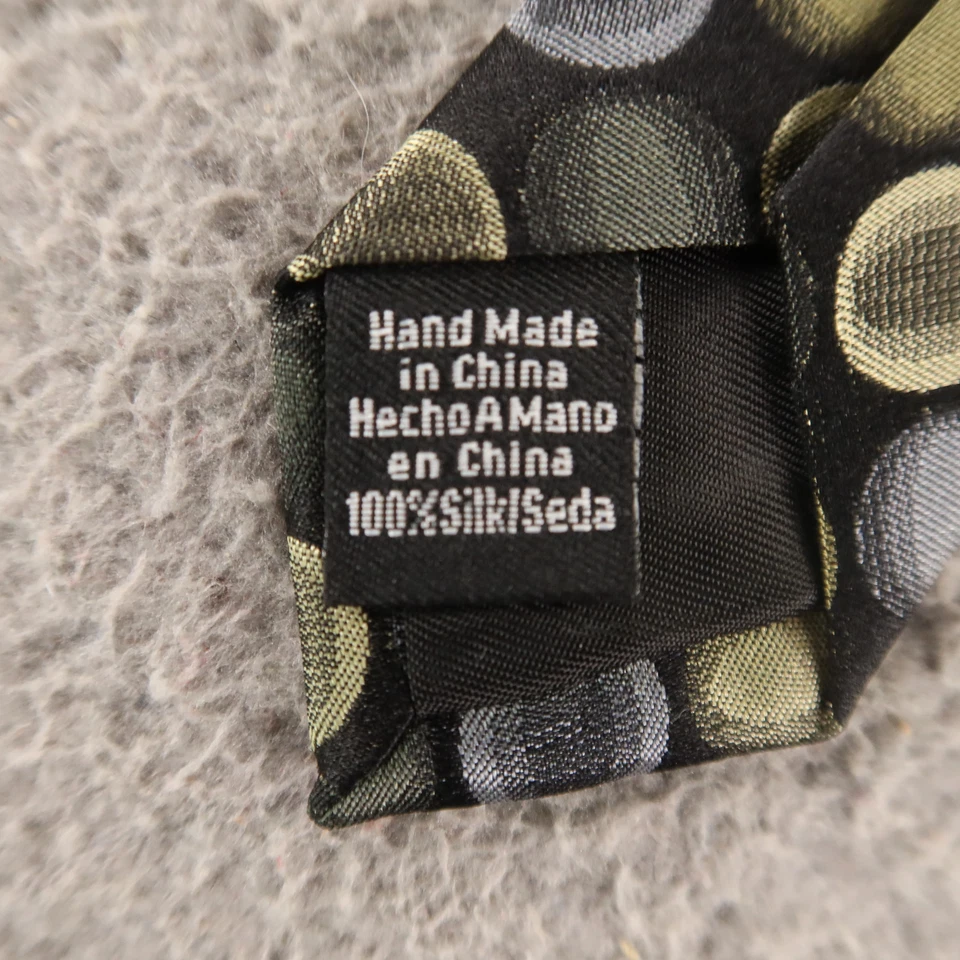 Hand Made
in China
Hecho A Mano
en China
100%Silk/Seda